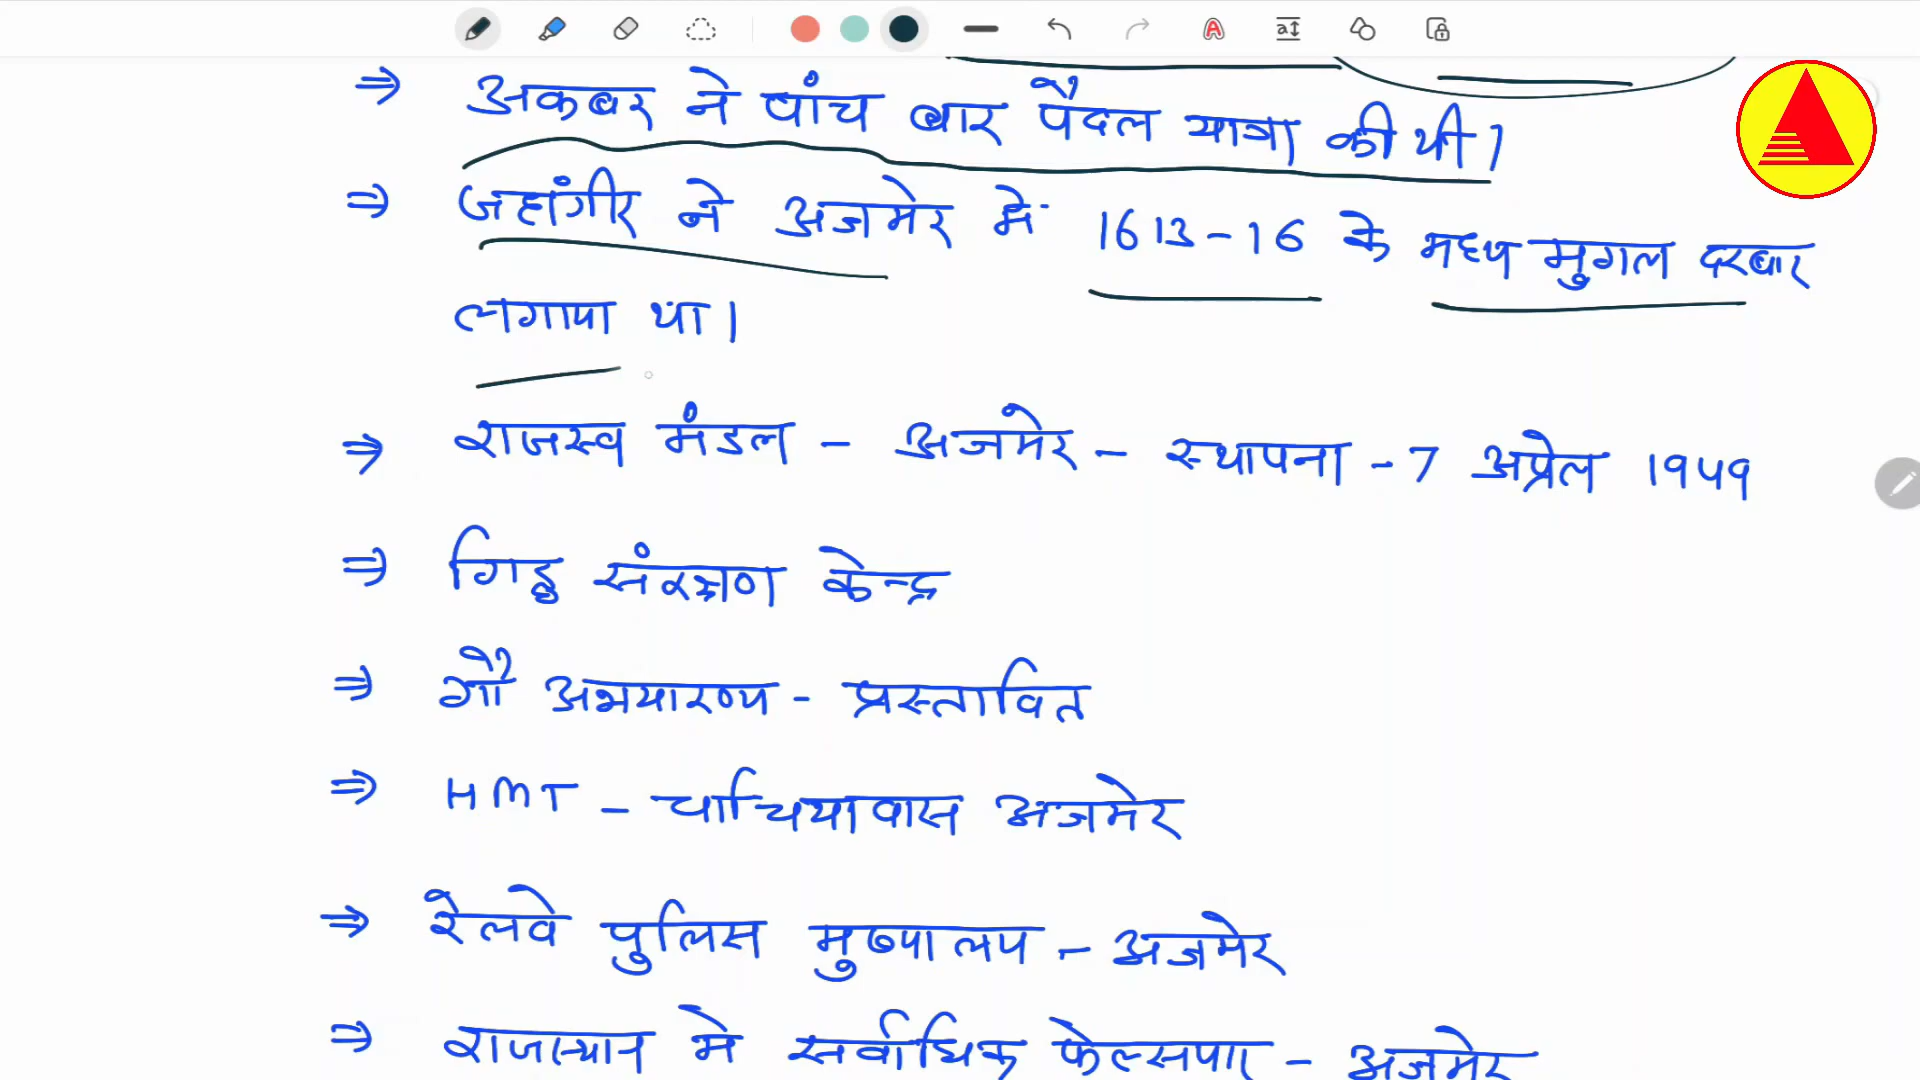 ⇒ अकबर ने पांच बार पैदल यात्रा की थी।
⇒ जहांगीर ने अजमेर में 1613-16 के मध्य मुगल दरबार
लगाया था।
⇒ राजस्व मंडल - अजमेर - स्थापना - 7 अप्रेल 1949
⇒ गिद्ध संरक्षण केन्द्र
⇒ गौ अभयारण्य - प्रस्तावित
⇒ HMT - चाचियावास अजमेर
⇒ रेलवे पुलिस मुख्यालय - अजमेर
⇒ राजस्थान में सर्वाधिक फेल्सपार - अजमेर